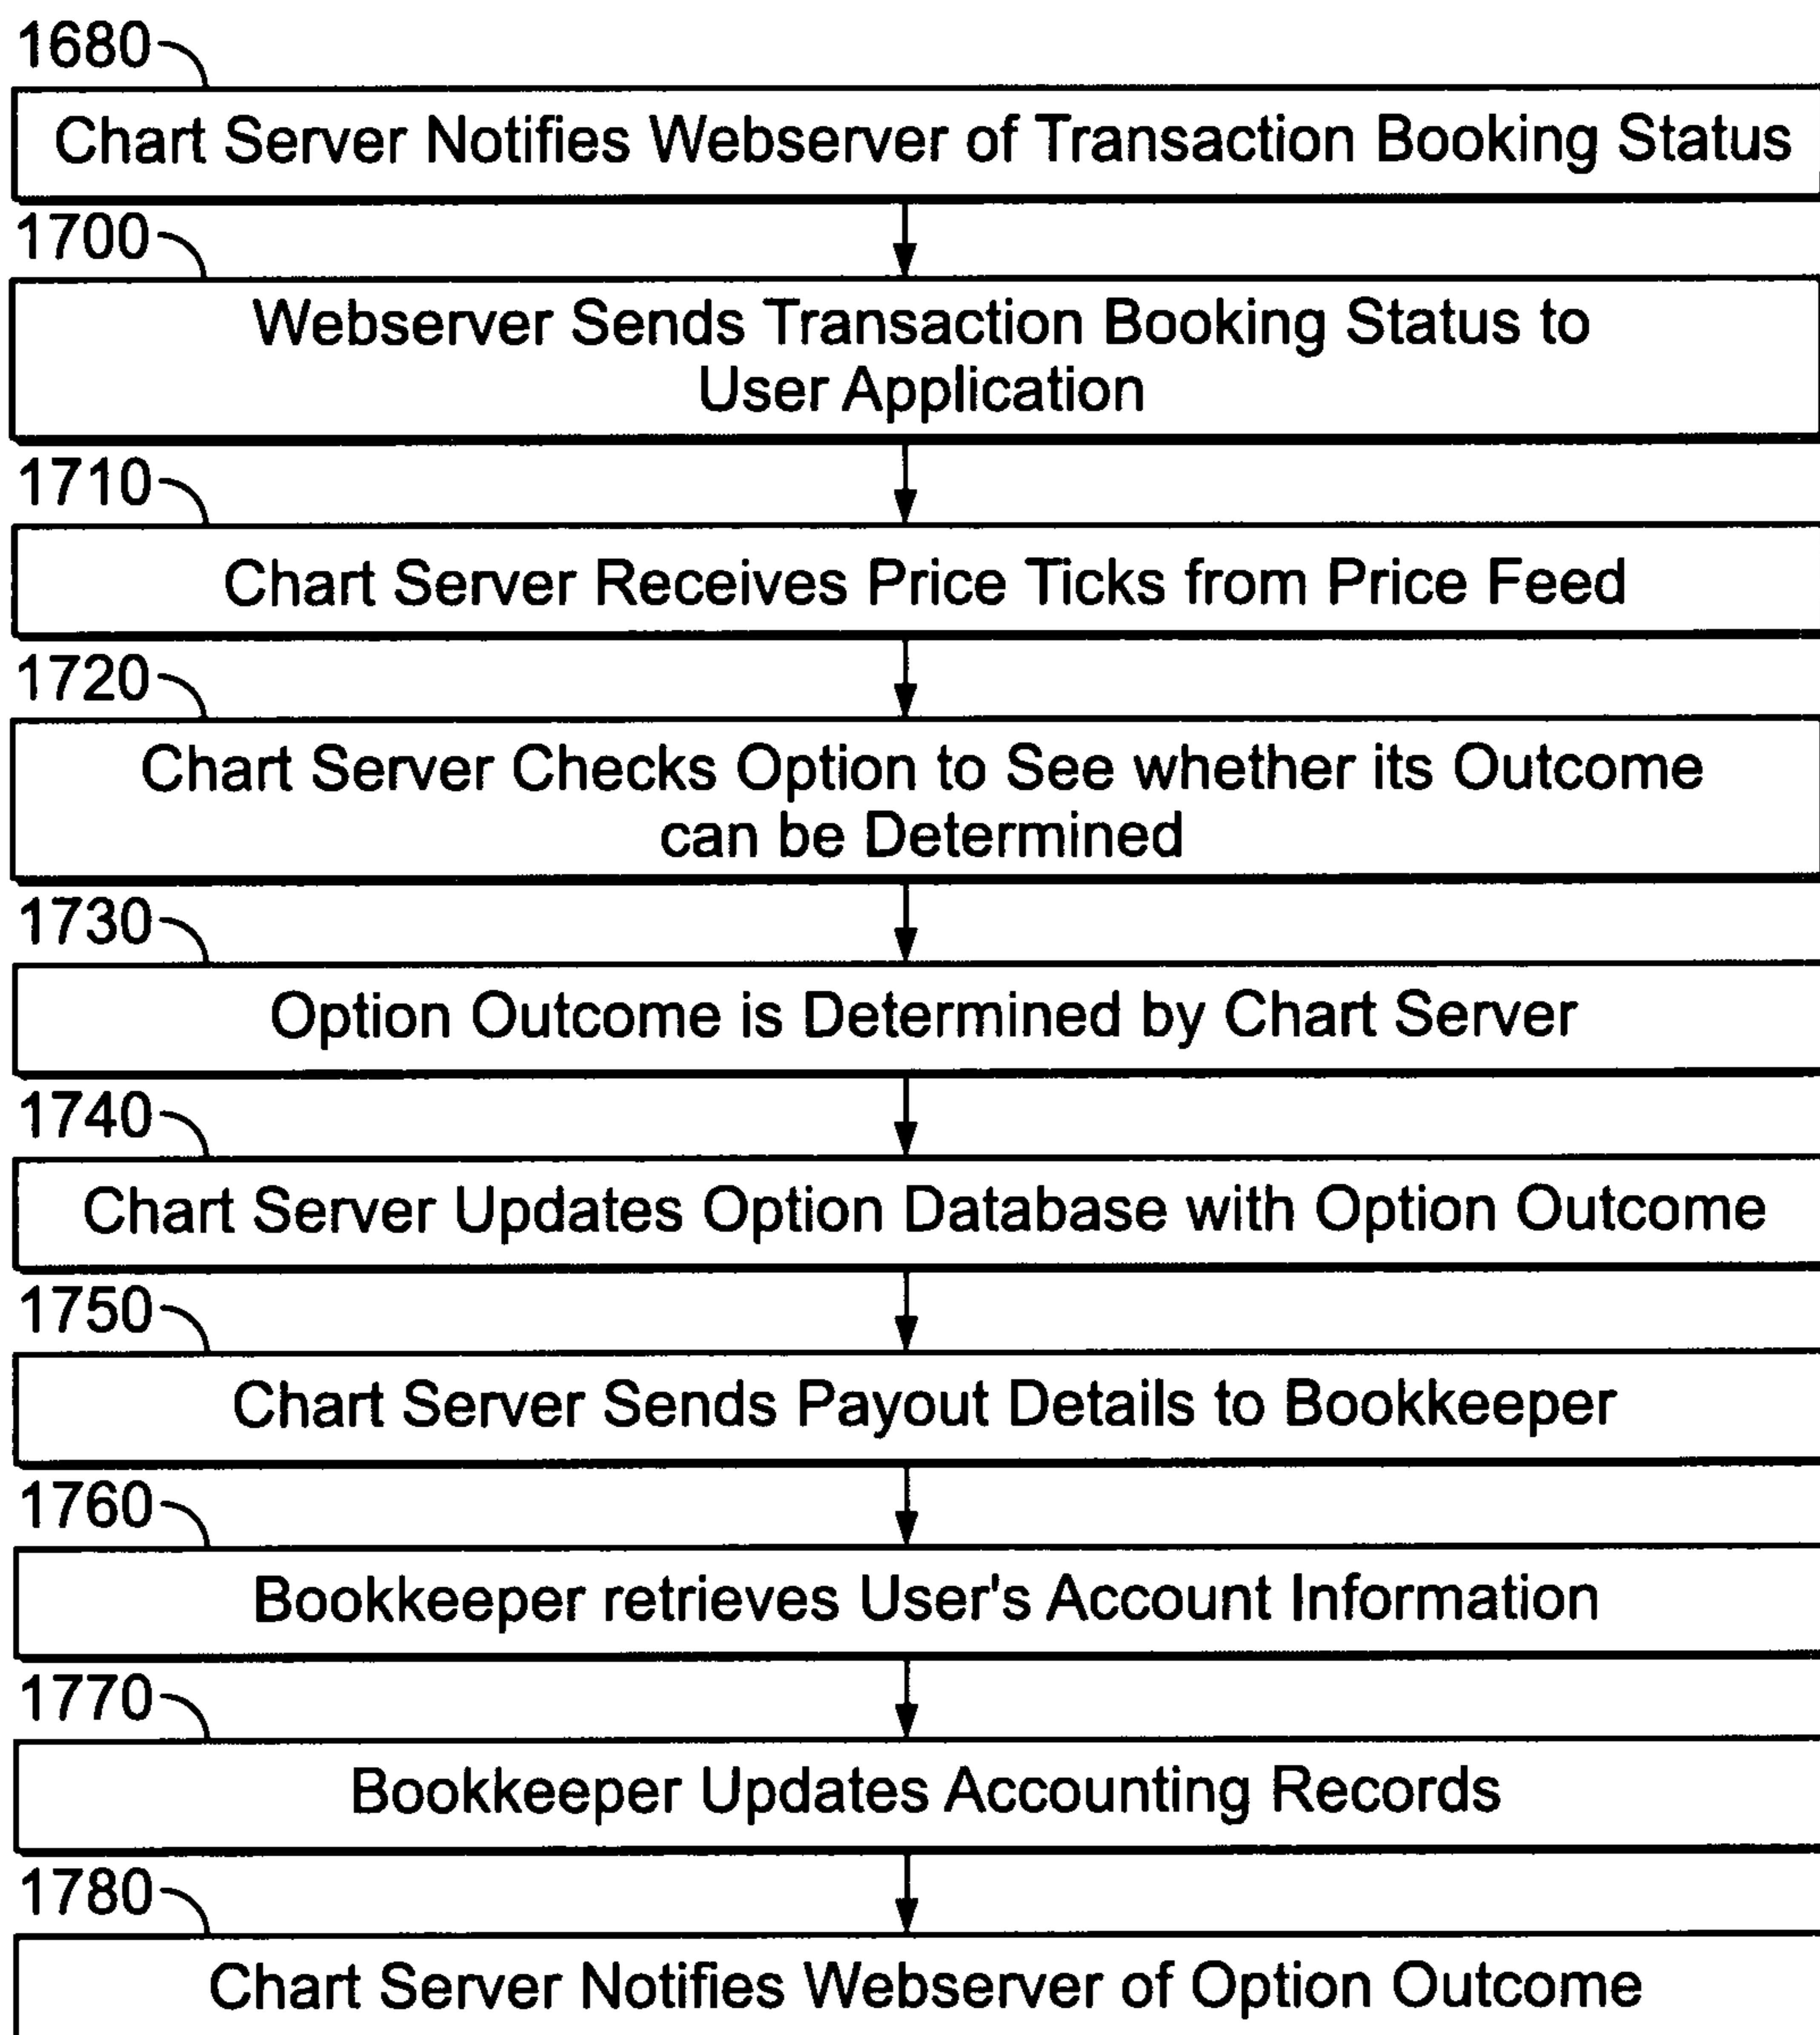 1680
Chart Server Notifies Webserver of Transaction Booking Status
1700
Webserver Sends Transaction Booking Status to
User Application
1710
Chart Server Receives Price Ticks from Price Feed
1720
Chart Server Checks Option to See whether its Outcome
can be Determined
1730
Option Outcome is Determined by Chart Server
1740
Chart Server Updates Option Database with Option Outcome
1750
Chart Server Sends Payout Details to Bookkeeper
1760
Bookkeeper retrieves User's Account Information
1770
Bookkeeper Updates Accounting Records
1780
Chart Server Notifies Webserver of Option Outcome